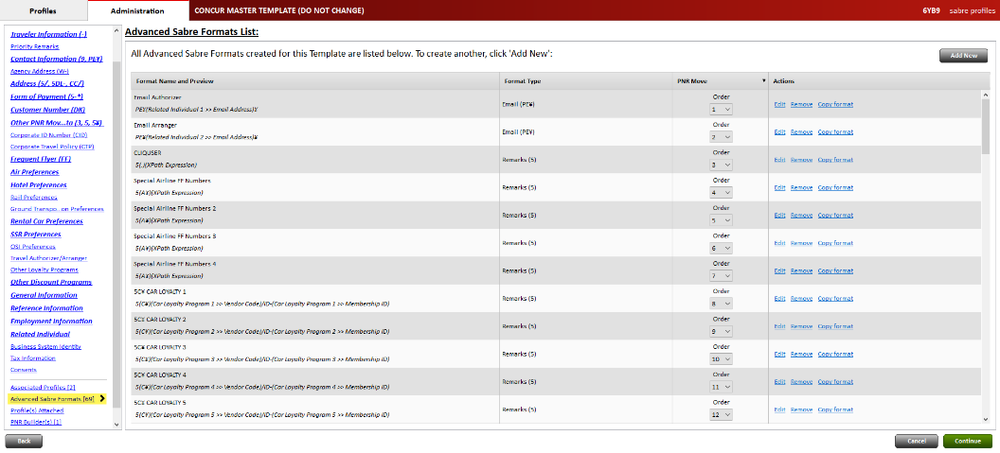 Profiles
Administration
CONCUR MASTER TEMPLATE (DO NOT CHANGE)
6YB9 sabre profiles
Traveler Information (-)
Priority Remarks
Contact Information (9, PE¥)
Agency Address (W-)
Address (5/, 5DL-, CC/)
Form of Payment (5-*)
Customer Number (DK)
Other PNR Mov...ta (3, 5, 5¥)
Corporate ID Number (CID)
Corporate Travel Policy (CTP)
Frequent Flyer (FF)
Air Preferences
Hotel Preferences
Rail Preferences
Ground Transpo...on Preferences
Rental Car Preferences
SSR Preferences
OSI Preferences
Travel Authorizer/Arranger
Other Loyalty Programs
Other Discount Programs
General Information
Reference Information
Employment Information
Related Individual
Business System Identity
Tax Information
Consents
Associated Profiles [2]
Advanced Sabre Formats [69]
Profile(s) Attached
PNR Builder(s) [1]
Advanced Sabre Formats List:
All Advanced Sabre Formats created for this Template are listed below. To create another, click 'Add New':
Add New
Format Name and Preview Format Type PNR Move Actions
Email Authorizer Order
PE¥(Related Individual 1 >> Email Address)¥ Email (PE¥) 1 Edit Remove Copy format
Email Arranger Order
PE¥(Related Individual 2 >> Email Address)¥ Email (PE¥) 2 Edit Remove Copy format
CLIQUSER Order
5(.)(XPath Expression) Remarks (5) 3 Edit Remove Copy format
Special Airline FF Numbers Order
5(A¥)(XPath Expression) Remarks (5) 4 Edit Remove Copy format
Special Airline FF Numbers 2 Order
5(A¥)(XPath Expression) Remarks (5) 5 Edit Remove Copy format
Special Airline FF Numbers 3 Order
5(A¥)(XPath Expression) Remarks (5) 6 Edit Remove Copy format
Special Airline FF Numbers 4 Order
5(A¥)(XPath Expression) Remarks (5) 7 Edit Remove Copy format
5C¥ CAR LOYALTY 1 Order
5(C¥)(Car Loyalty Program 1 >> Vendor Code)/ID-(Car Loyalty Program 1 >> Membership ID) Remarks (5) 8 Edit Remove Copy format
5C¥ CAR LOYALTY 2 Order
5(C¥)(Car Loyalty Program 2 >> Vendor Code)/ID-(Car Loyalty Program 2 >> Membership ID) Remarks (5) 9 Edit Remove Copy format
5C¥ CAR LOYALTY 3 Order
5(C¥)(Car Loyalty Program 3 >> Vendor Code)/ID-(Car Loyalty Program 3 >> Membership ID) Remarks (5) 10 Edit Remove Copy format
5C¥ CAR LOYALTY 4 Order
5(C¥)(Car Loyalty Program 4 >> Vendor Code)/ID-(Car Loyalty Program 4 >> Membership ID) Remarks (5) 11 Edit Remove Copy format
5C¥ CAR LOYALTY 5 Order
5(C¥)(Car Loyalty Program 5 >> Vendor Code)/ID-(Car Loyalty Program 5 >> Membership ID) Remarks (5) 12 Edit Remove Copy format
Back
Cancel
Continue